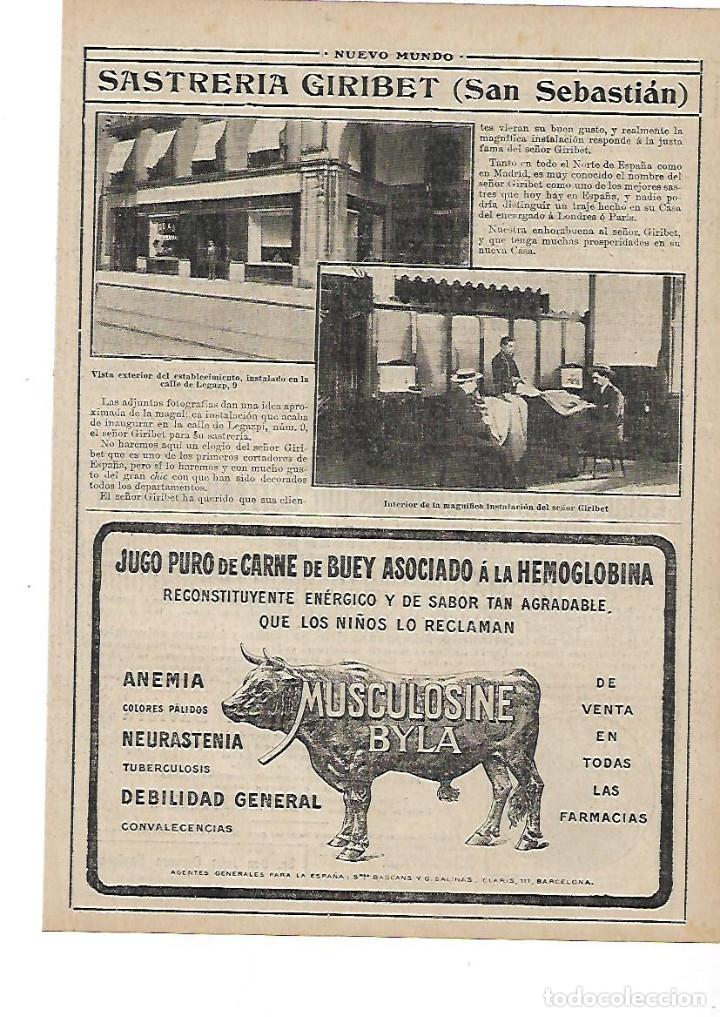 · NUEVO MUNDO ·
SASTRERIA GIRIBET (San Sebastián)
Vista exterior del establecimiento, instalado en la
calle de Legazp, 9
Las adjuntas fotografías dan una idea apro-
ximada de la magnífica instalación que acaba
de inaugurar en la calle de Legazpi, núm. 9,
el señor Giribet para su sastrería.
No haremos aquí un elogio del señor Giri-
bet que es uno de los primeros cortadores de
España, pero sí lo haremos y con mucho gus-
to del gran chic con que han sido decorados
todos los departamentos.
El señor Giribet ha querido que sus clien-
tes vieran su buen gusto, y realmente la
magnífica instalación responde á la justa
fama del señor Giribet.
Tanto en todo el Norte de España como
en Madrid, es muy conocido el nombre del
señor Giribet como uno de los mejores sas-
tres que hoy hay en España, y nadie po-
dría distinguir un traje hecho en su Casa
del encargado á Londres ó París.
Nuestra enhorabuena al señor, Giribet,
y que tenga muchas prosperidades en su
nueva Casa.
Interior de la magnífica instalación del señor Giribet
JUGO PURO DE CARNE DE BUEY ASOCIADO Á LA HEMOGLOBINA
RECONSTITUYENTE ENÉRGICO Y DE SABOR TAN AGRADABLE,
QUE LOS NIÑOS LO RECLAMAN
ANEMIA
COLORES PÁLIDOS
NEURASTENIA
TUBERCULOSIS
DEBILIDAD GENERAL
CONVALECENCIAS
MUSCULOSINE
BYLA
DE
VENTA
EN
TODAS
LAS
FARMACIAS
AGENTES GENERALES PARA LA ESPAÑA: Sres BASCANS Y G. SALINAS, CLARIS, 111, BARCELONA.
todocoleccion